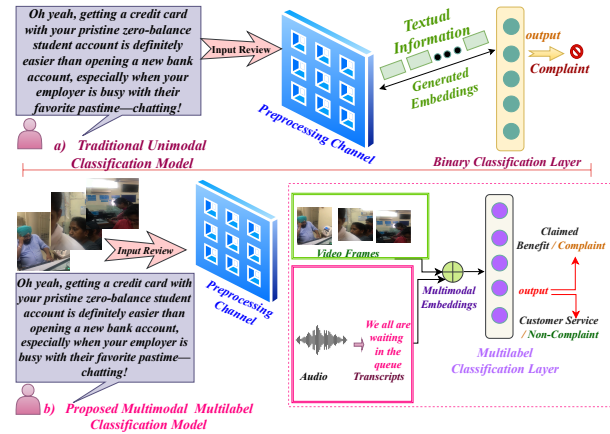 Oh yeah, getting a credit card
with your pristine zero-balance
student account is definitely
easier than opening a new bank
account, especially when your
employer is busy with their
favorite pastime—chatting!
Input Review
Preprocessing Channel
Textual
Information
Generated
Embeddings
output
Complaint
a) Traditional Unimodal
Classification Model
Binary Classification Layer
Input Review
Preprocessing
Channel
Oh yeah, getting a credit card with
your pristine zero-balance student
account is definitely easier than
opening a new bank account,
especially when your employer is
busy with their favorite pastime—
chatting!
b) Proposed Multimodal Multilabel
Classification Model
Video Frames
We all are
waiting
in the
queue
Audio
Transcripts
Multimodal
Embeddings
Claimed
Benefit / Complaint
output
Customer Service
/ Non-Complaint
Multilabel
Classification Layer